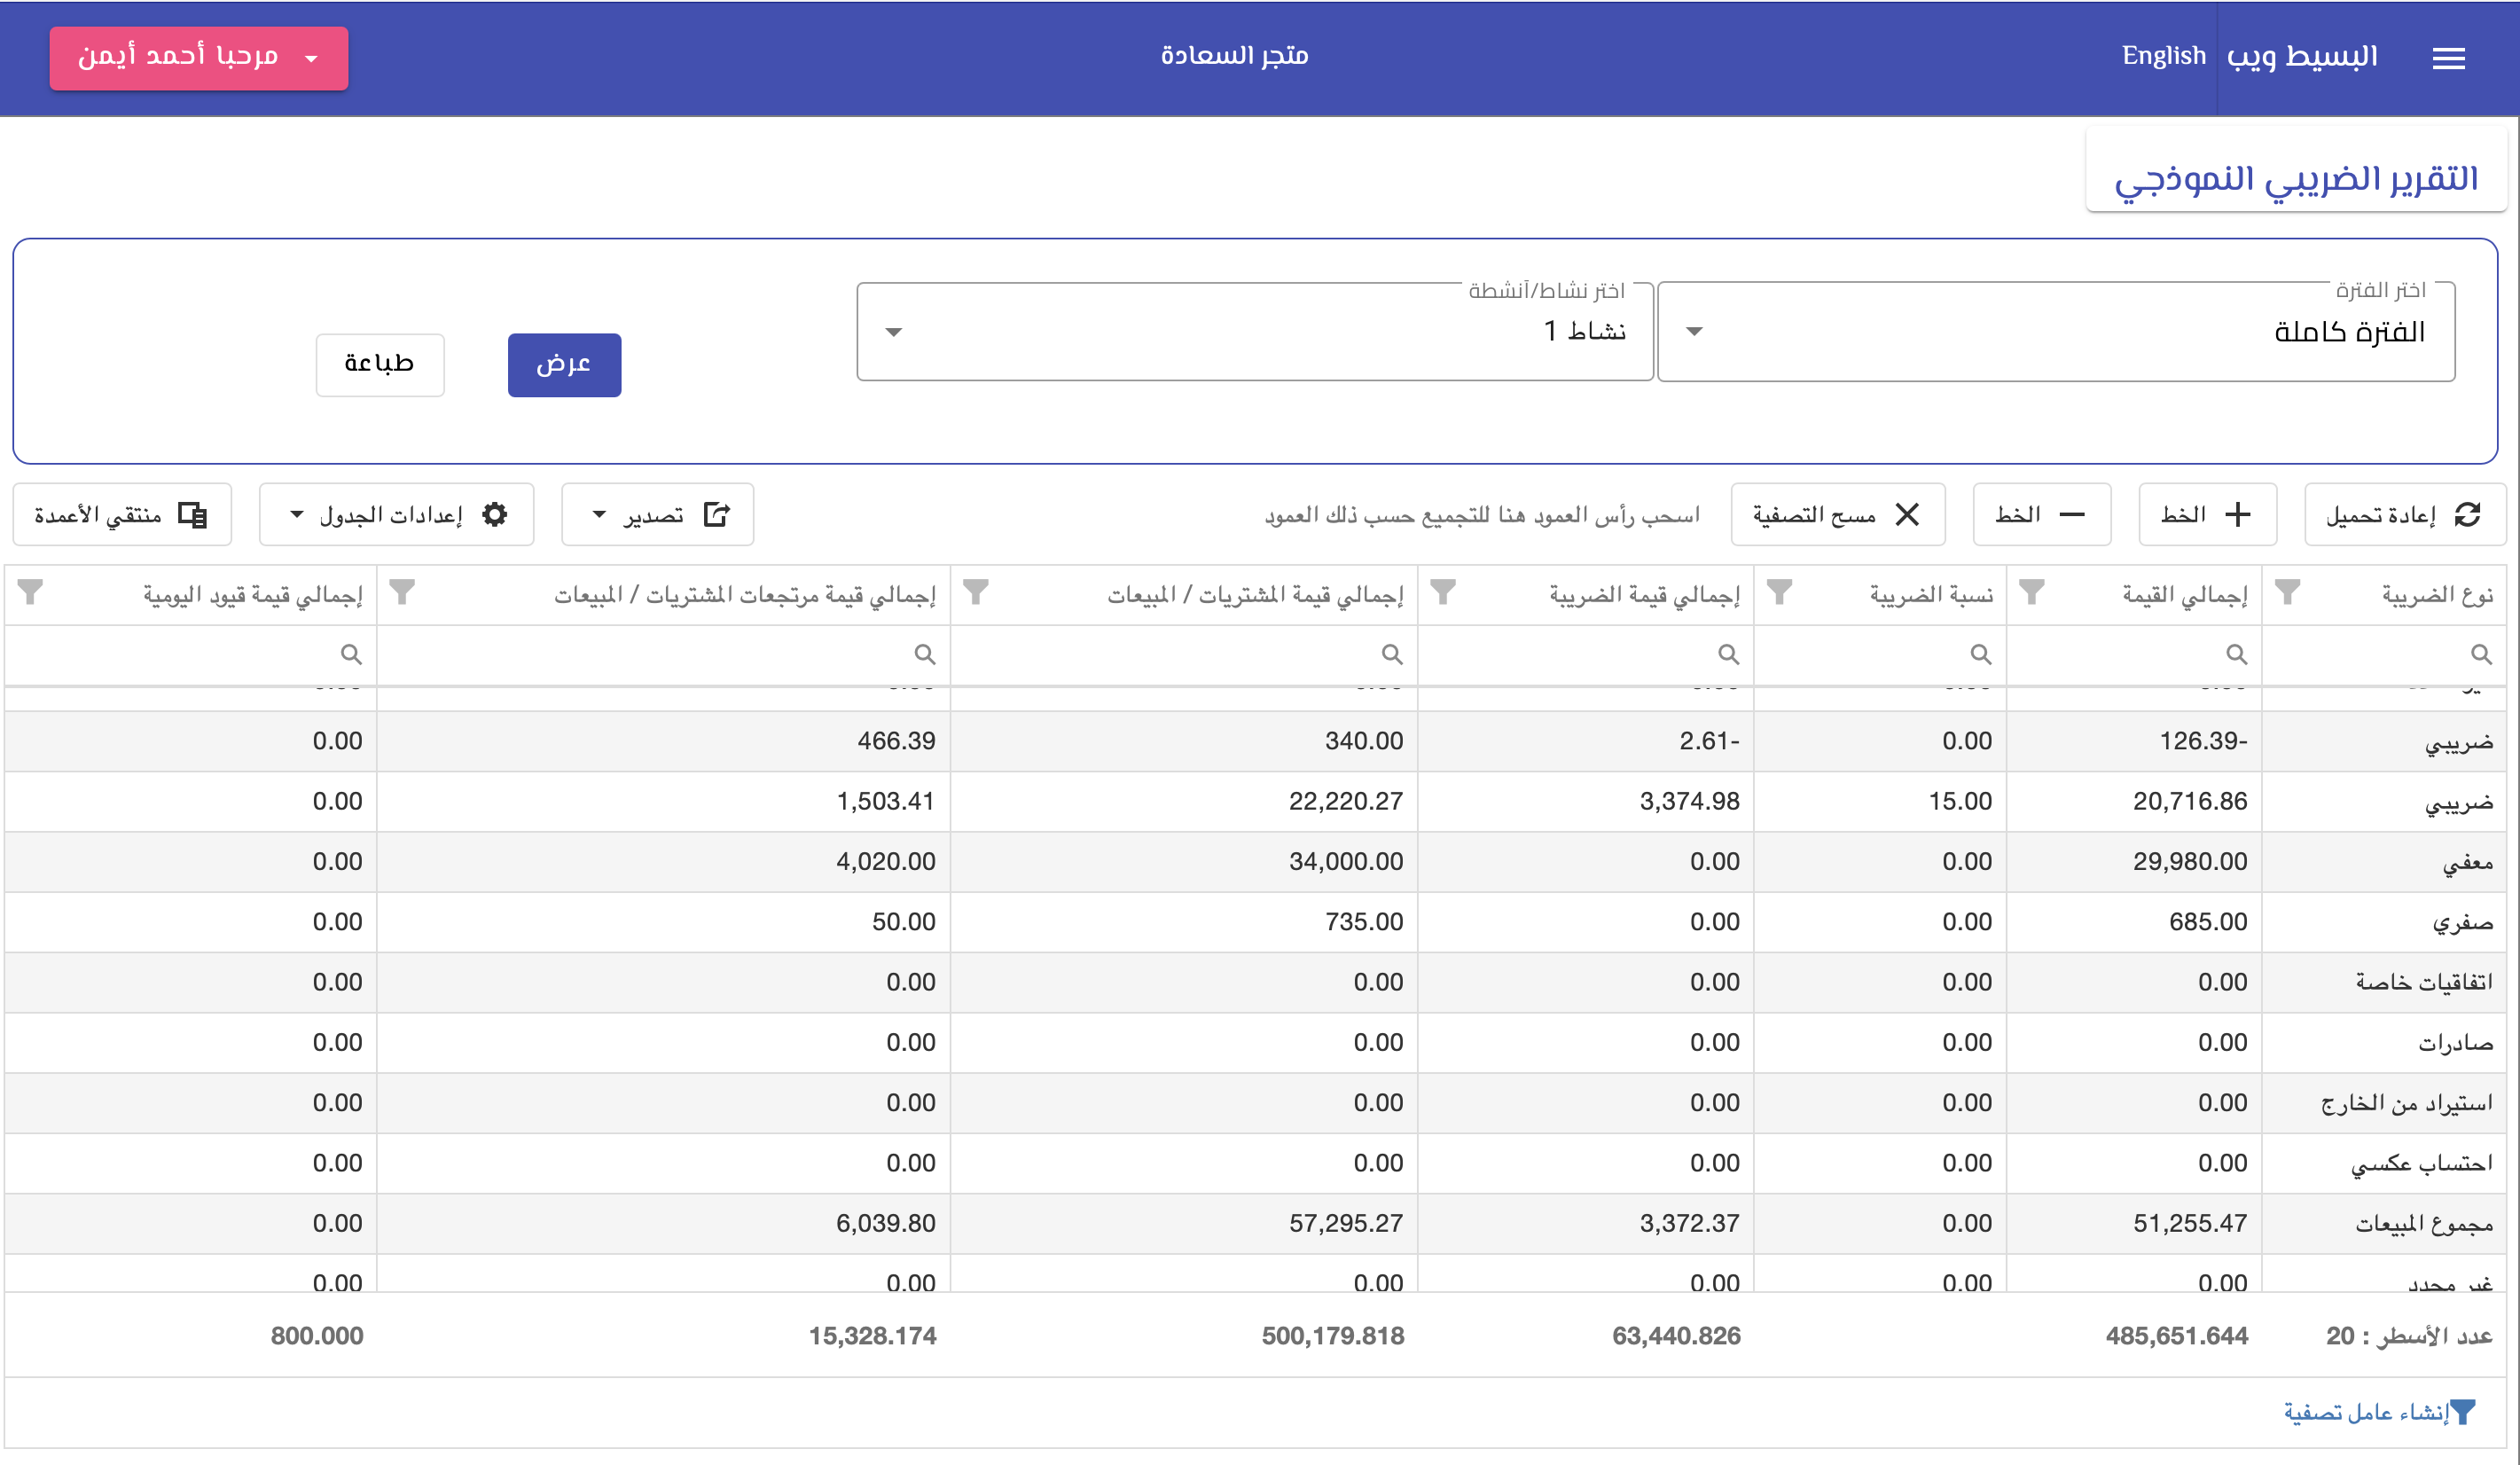 البسيط ويب English متجر السعادة مرحبا أحمد أيمن
التقرير الضريبي النموذجي
اختر الفترة اختر نشاط/أنشطة
الفترة كاملة نشاط 1
عرض طباعة
إعادة تحميل الخط الخط مسح التصفية اسحب رأس العمود هنا للتجميع حسب ذلك العمود تصدير إعدادات الجدول منتقي الأعمدة
نوع الضريبة إجمالي القيمة نسبة الضريبة إجمالي قيمة الضريبة إجمالي قيمة المشتريات / المبيعات إجمالي قيمة مرتجعات المشتريات / المبيعات إجمالي قيمة قيود اليومية
ضريبي 126.39- 0.00 2.61- 340.00 466.39 0.00
ضريبي 20,716.86 15.00 3,374.98 22,220.27 1,503.41 0.00
معفي 29,980.00 0.00 0.00 34,000.00 4,020.00 0.00
صفري 685.00 0.00 0.00 735.00 50.00 0.00
اتفاقيات خاصة 0.00 0.00 0.00 0.00 0.00 0.00
صادرات 0.00 0.00 0.00 0.00 0.00 0.00
استيراد من الخارج 0.00 0.00 0.00 0.00 0.00 0.00
احتساب عكسي 0.00 0.00 0.00 0.00 0.00 0.00
مجموع المبيعات 51,255.47 0.00 3,372.37 57,295.27 6,039.80 0.00
غير محدد 0.00 0.00 0.00 0.00 0.00 0.00
عدد الأسطر : 20 485,651.644 63,440.826 500,179.818 15,328.174 800.000
إنشاء عامل تصفية